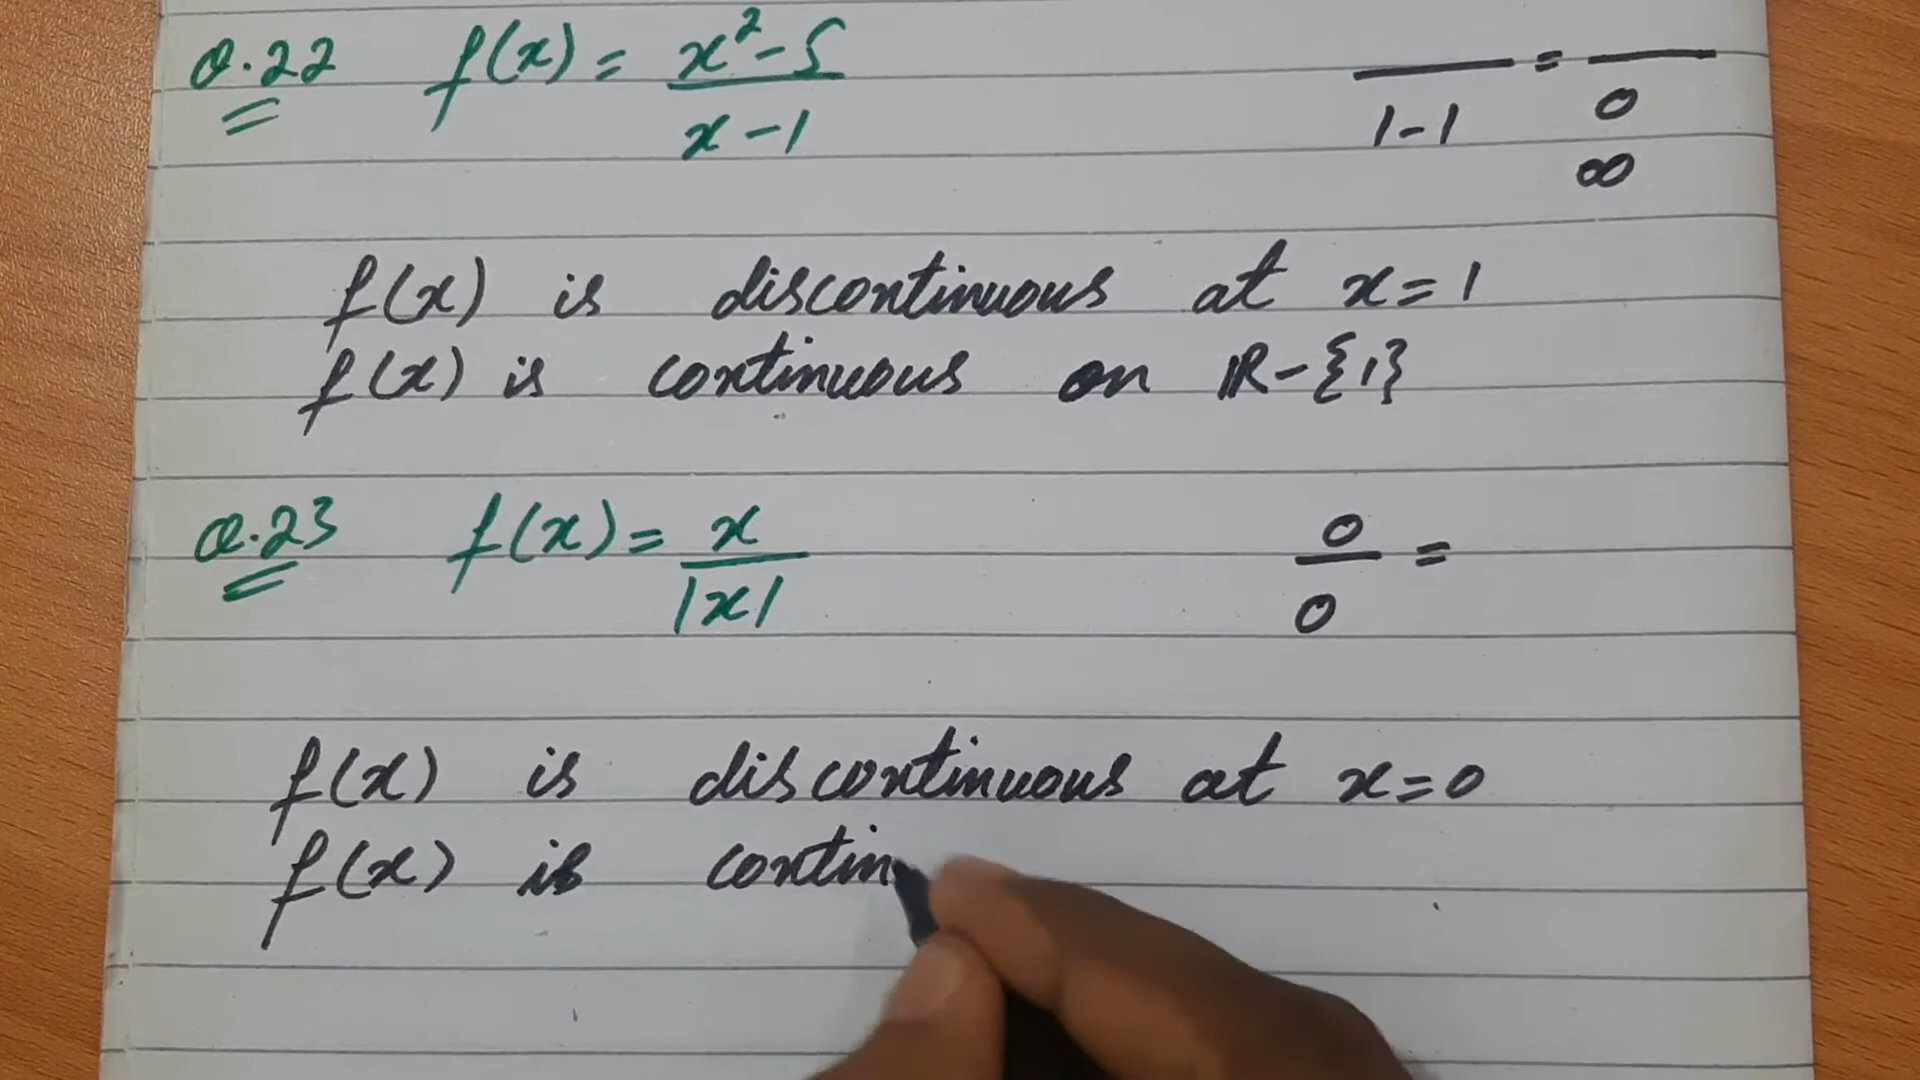 Q.22 f(x) = x² - 5 / x - 1
— / 1-1 = — / 0
∞
f(x) is discontinuous at x = 1
f(x) is continuous on ℝ - {1}
Q.23 f(x) = x / |x|
0 / 0 =
f(x) is discontinuous at x = 0
f(x) is contin